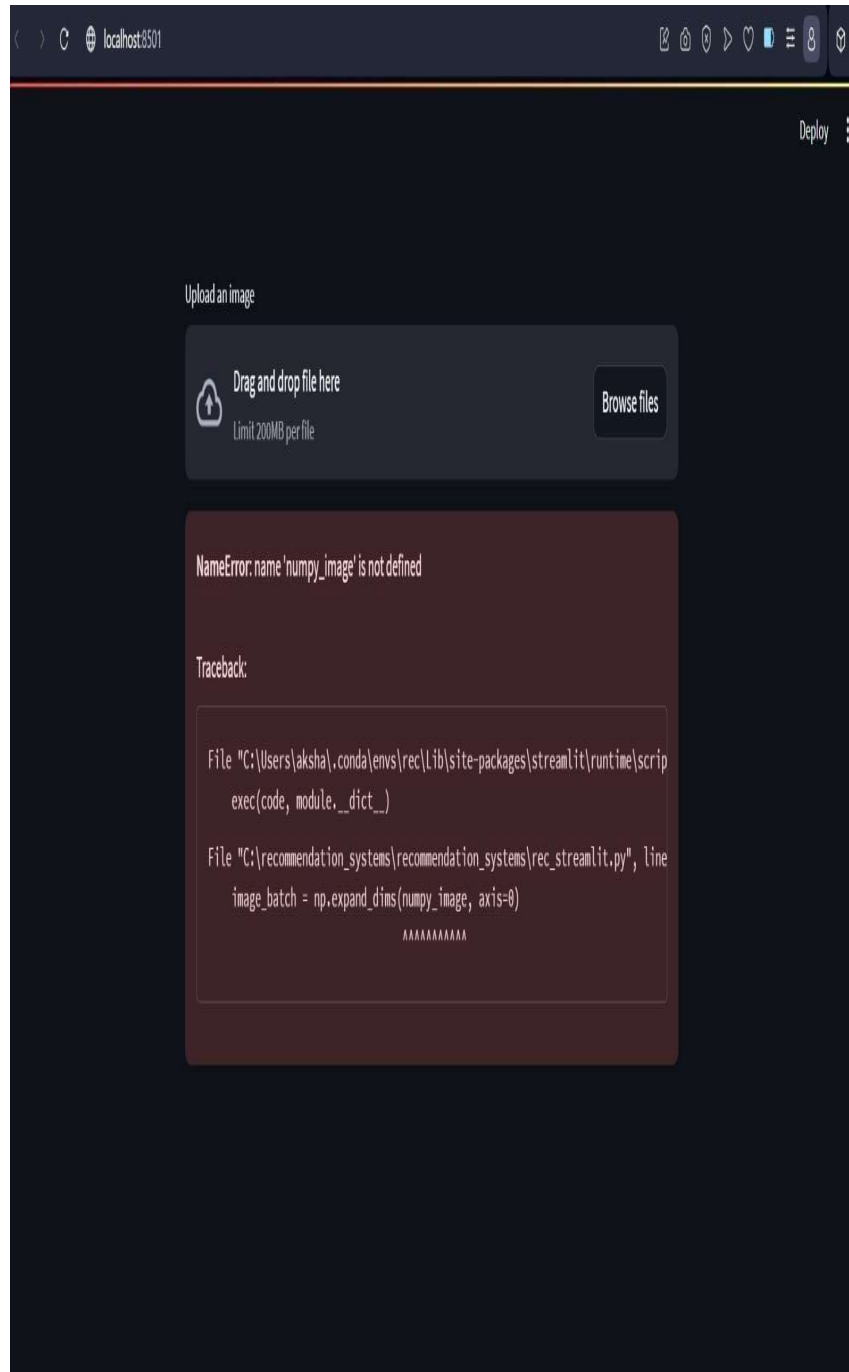 localhost:8501
Deploy
Upload an image
Drag and drop file here
Limit 200MB per file
Browse files
NameError: name 'numpy_image' is not defined
Traceback:
File "C:\Users\aksha\.conda\envs\rec\Lib\site-packages\streamlit\runtime\scrip
exec(code, module.__dict__)
File "C:\recommendation_systems\recommendation_systems\rec_streamlit.py", line
image_batch = np.expand_dims(numpy_image, axis=0)
^^^^^^^^^^^